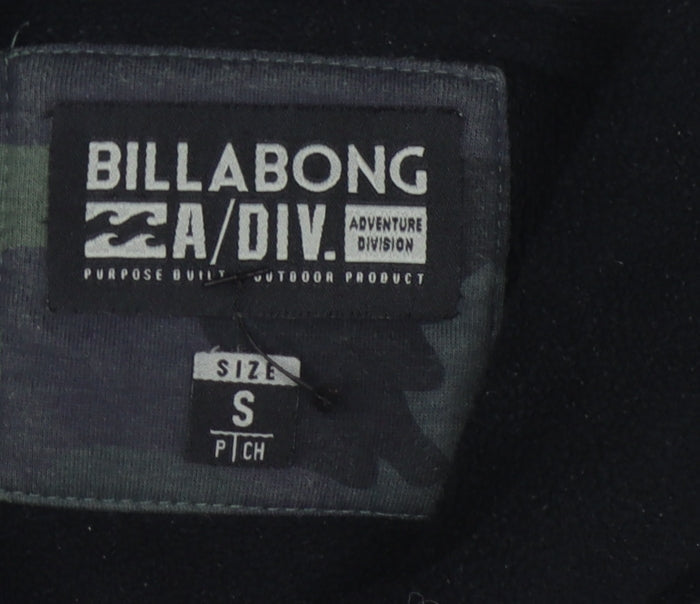 BILLABONG
A/DIV. ADVENTURE DIVISION
PURPOSE BUILT OUTDOOR PRODUCT
SIZE
S
P CH